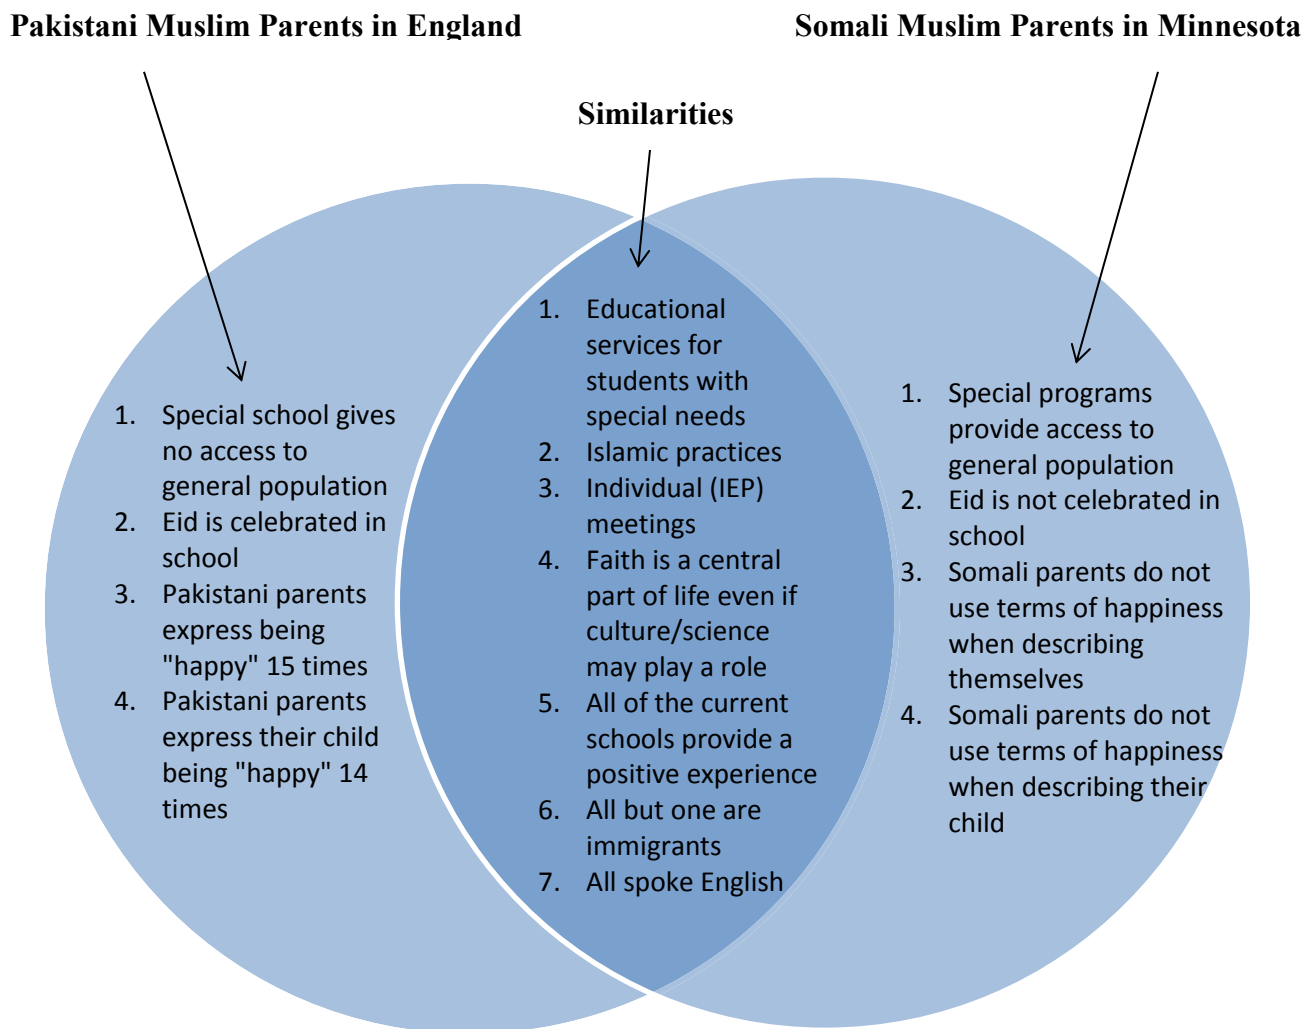 Pakistani Muslim Parents in England
Somali Muslim Parents in Minnesota
Similarities
1. Special school gives
no access to
general population
2. Eid is celebrated in
school
3. Pakistani parents
express being
"happy" 15 times
4. Pakistani parents
express their child
being "happy" 14
times
1. Educational
services for
students with
special needs
2. Islamic practices
3. Individual (IEP)
meetings
4. Faith is a central
part of life even if
culture/science
may play a role
5. All of the current
schools provide a
positive experience
6. All but one are
immigrants
7. All spoke English
1. Special programs
provide access to
general population
2. Eid is not celebrated in
school
3. Somali parents do not
use terms of happiness
when describing
themselves
4. Somali parents do not
use terms of happiness
when describing their
child